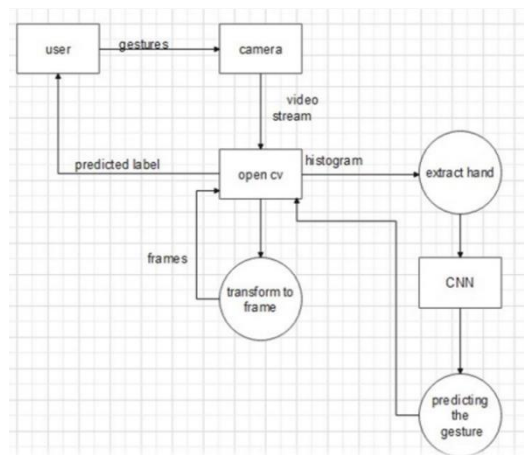 user
gestures
camera
video
stream
predicted label
open cv
histogram
extract hand
frames
transform to
frame
CNN
predicting
the
gesture